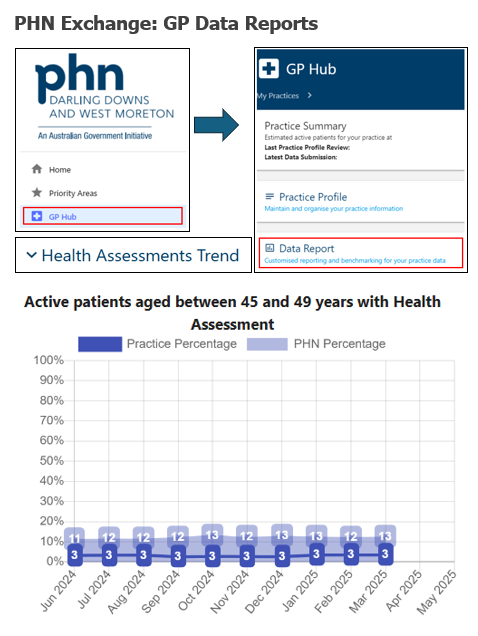 PHN Exchange: GP Data Reports
phn
DARLING DOWNS
AND WEST MORETON
An Australian Government Initiative
Home
Priority Areas
GP Hub
GP Hub
My Practices >
Practice Summary
Estimated active patients for your practice at
Last Practice Profile Review:
Latest Data Submission:
Practice Profile
Maintain and organise your practice information
Data Report
Customised reporting and benchmarking for your practice data
Health Assessments Trend
Active patients aged between 45 and 49 years with Health
Assessment
Practice Percentage PHN Percentage
100%
90%
80%
70%
60%
50%
40%
30%
20%
10%
0%
11 12 12 12 13 12 13 13 12 13
3 3 3 3 3 3 3 3 3 3
Jun 2024 Jul 2024 Aug 2024 Sep 2024 Oct 2024 Nov 2024 Dec 2024 Jan 2025 Feb 2025 Mar 2025 Apr 2025 May 2025